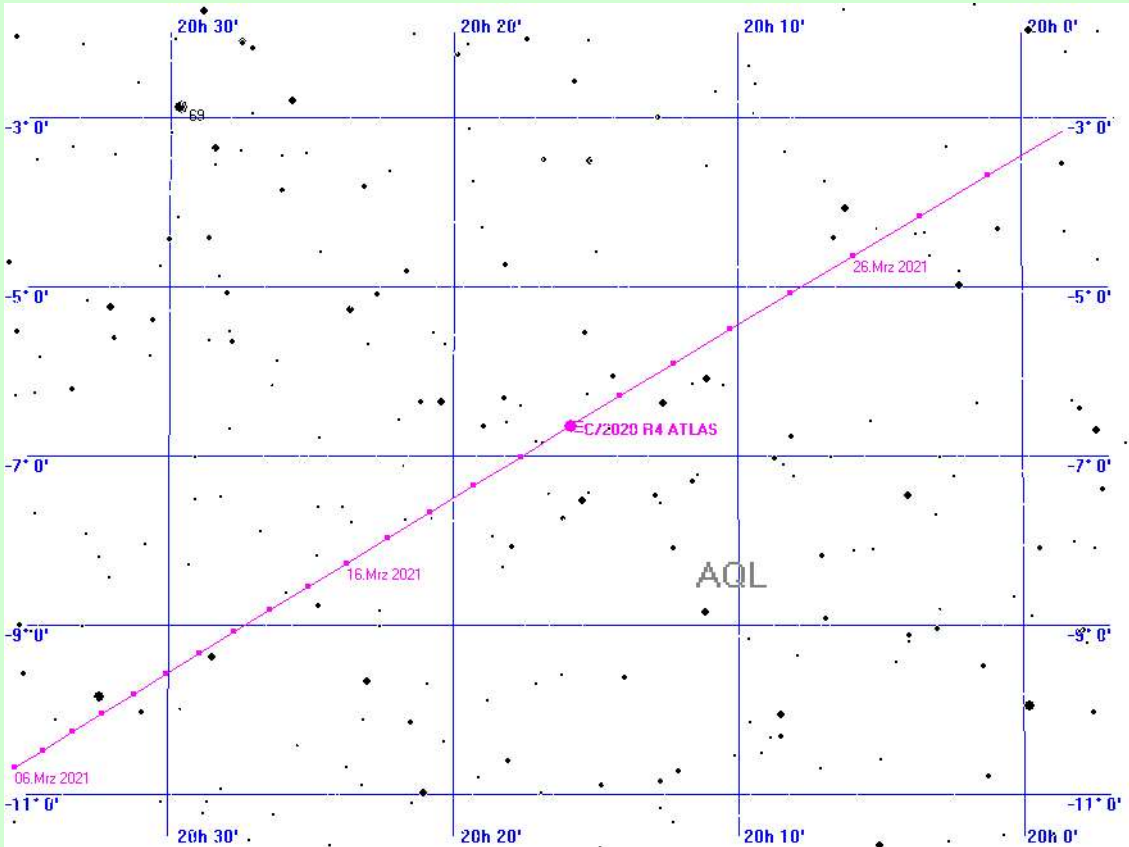 20h 30' 20h 20' 20h 10' 20h 0'
69
-3° 0' -3° 0'
26.Mrz 2021
-5° 0' -5° 0'
C/2020 R4 ATLAS
-7° 0' -7° 0'
16.Mrz 2021
AQL
-9° 0' -9° 0'
06.Mrz 2021
-11° 0' -11° 0'
20h 30' 20h 20' 20h 10' 20h 0'